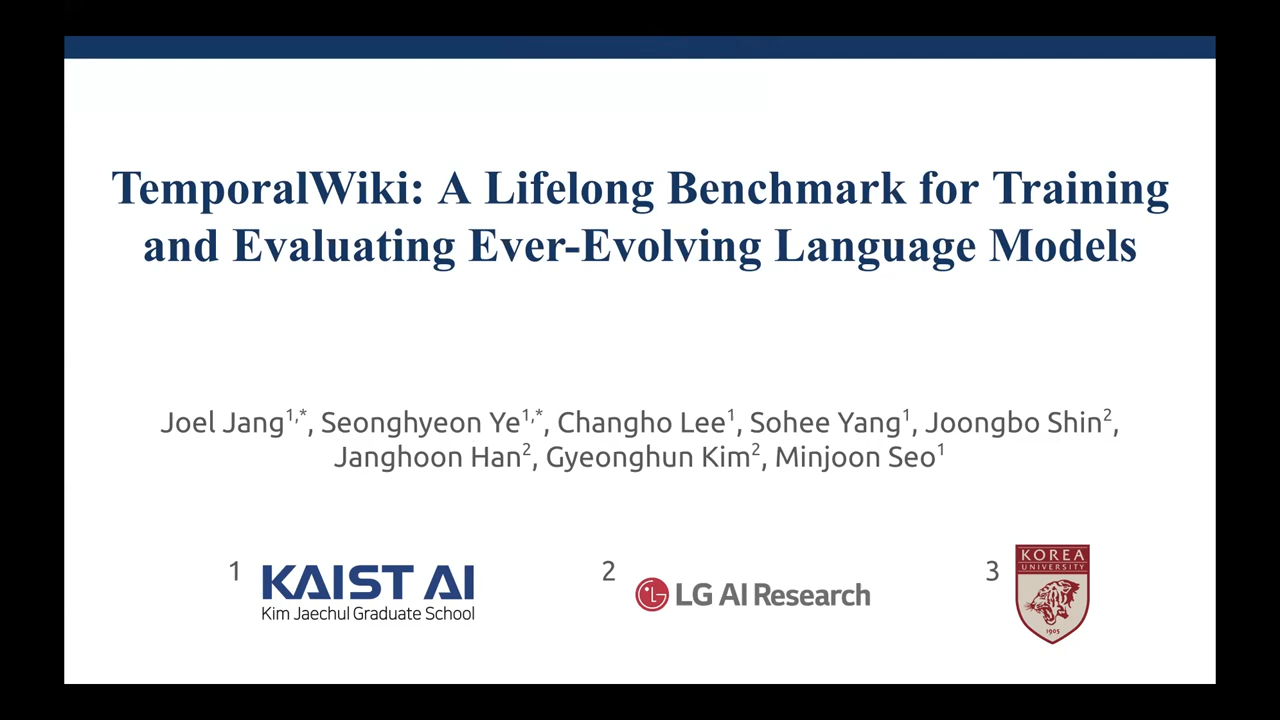 TemporalWiki: A Lifelong Benchmark for Training
and Evaluating Ever-Evolving Language Models
Joel Jang1,*, Seonghyeon Ye1,*, Changho Lee1, Sohee Yang1, Joongbo Shin2,
Janghoon Han2, Gyeonghun Kim2, Minjoon Seo1
1 KAIST AI
Kim Jaechul Graduate School
2 LG AI Research
3 KOREA
UNIVERSITY
1905